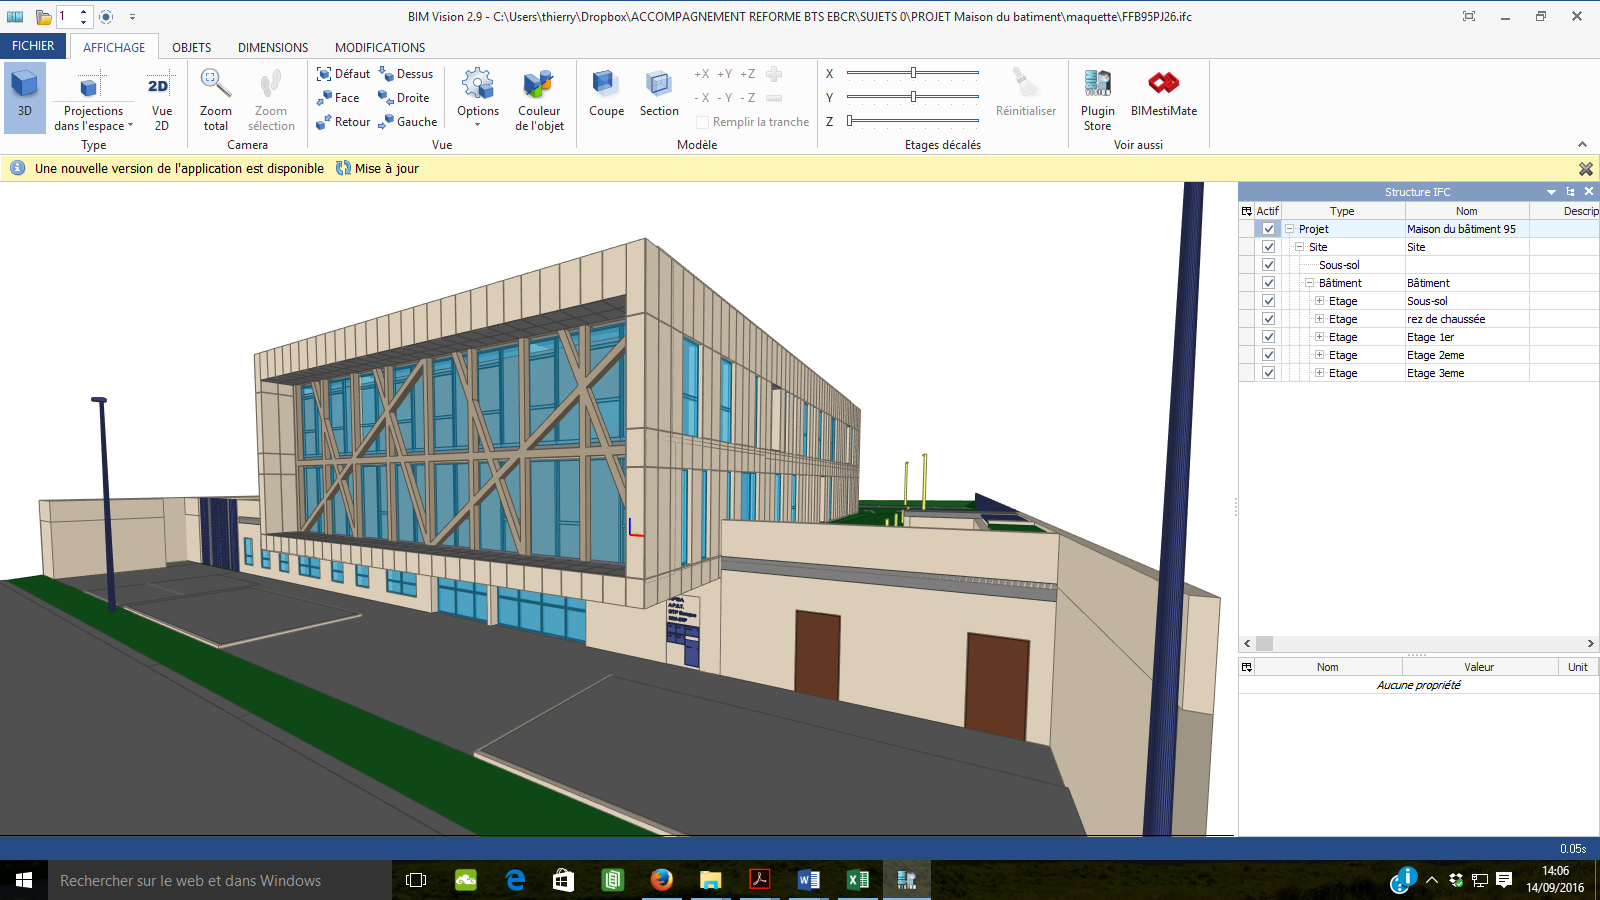 1
BIM Vision 2.9 - C:\Users\thierry\Dropbox\ACCOMPAGNEMENT REFORME BTS EBCR\SUJETS 0\PROJET Maison du batiment\maquette\FFB95PJ26.ifc
FICHIER AFFICHAGE OBJETS DIMENSIONS MODIFICATIONS
3D
Projections dans l'espace
2D
Vue 2D
Type
Zoom total
Zoom sélection
Camera
Défaut
Face
Retour
Dessus
Droite
Gauche
Options
Couleur de l'objet
Vue
Coupe
Section
+X +Y +Z
-X -Y -Z
Remplir la tranche
Modèle
X
Y
Z
Réinitialiser
Etages décalés
Plugin Store
BIMestiMate
Voir aussi
Une nouvelle version de l'application est disponible Mise à jour
Structure IFC
Actif Type Nom Descrip
Projet Maison du bâtiment 95
Site Site
Sous-sol
Bâtiment Bâtiment
Etage Sous-sol
Etage rez de chaussée
Etage Etage 1er
Etage Etage 2eme
Etage Etage 3eme
Nom Valeur Unit
Aucune propriété
0.05s
Rechercher sur le web et dans Windows
14:06
14/09/2016